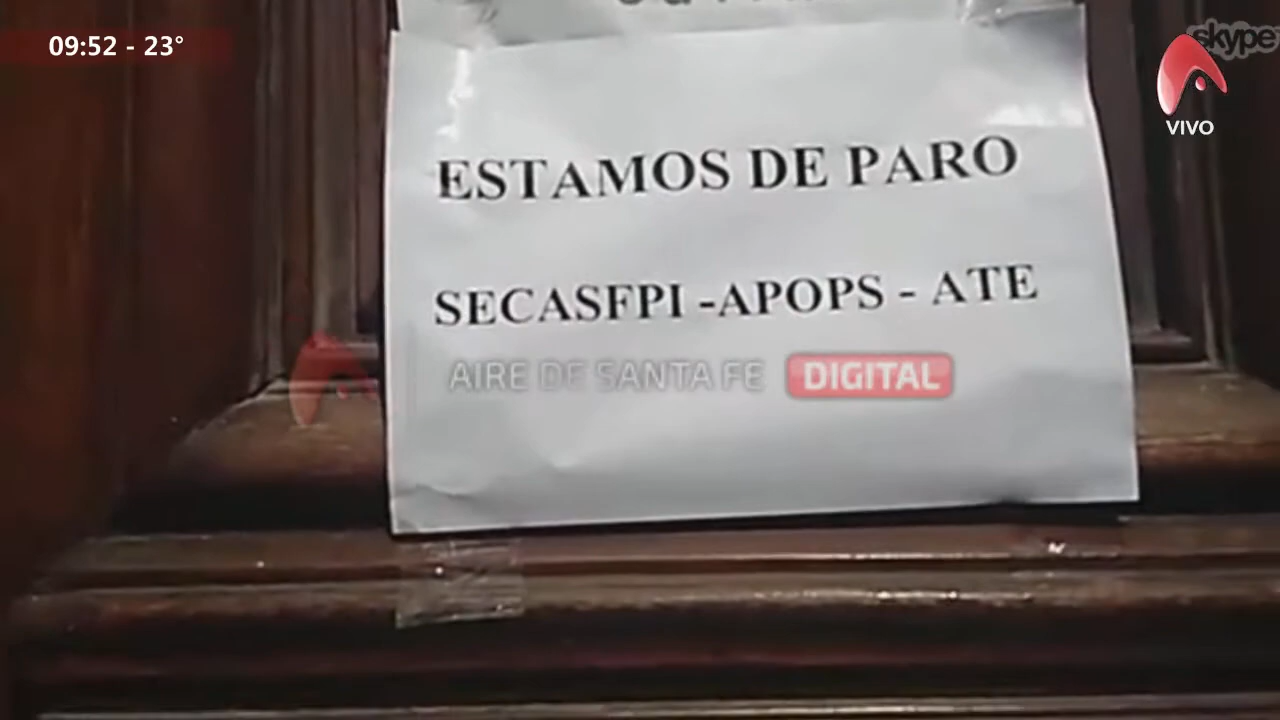 09:52 - 23°
skype
VIVO
ESTAMOS DE PARO
SECASFPI -APOPS - ATE
AIRE DE SANTA FE DIGITAL